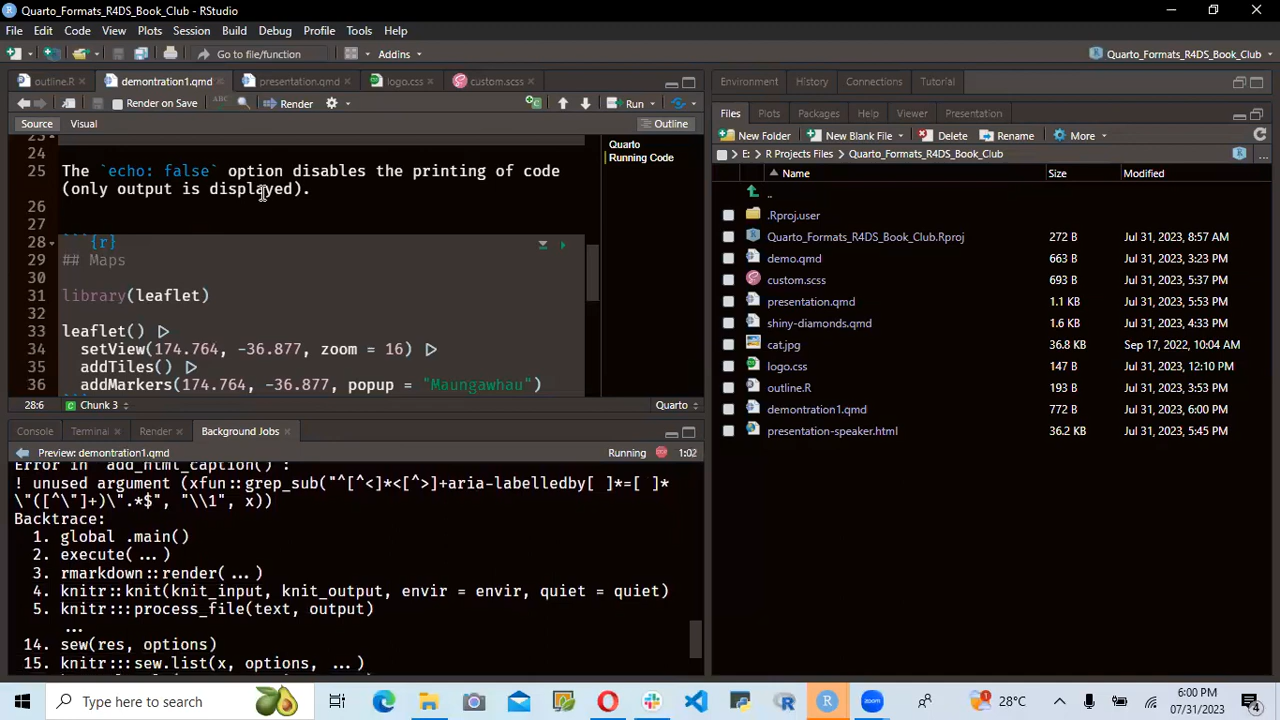 Quarto_Formats_R4DS_Book_Club - RStudio
File Edit Code View Plots Session Build Debug Profile Tools Help
Go to file/function Addins Quarto_Formats_R4DS_Book_Club
outline.R demontration1.qmd presentation.qmd logo.css custom.scss
Render on Save ABC Render Run
Source Visual Outline
23
24
25 The `echo: false` option disables the printing of code
(only output is displayed).
26
27
28 ```{r}
29 ## Maps
30
31 library(leaflet)
32
33 leaflet() ▷
34 setView(174.764, -36.877, zoom = 16) ▷
35 addTiles() ▷
36 addMarkers(174.764, -36.877, popup = "Maungawhau")
Quarto
Running Code
28:6 Chunk 3 Quarto
Console Terminal Render Background Jobs
Preview: demontration1.qmd Running 1:02
Error in `add_html_caption()`:
! unused argument (xfun::grep_sub("^[^<]*<[^>]+aria-labelledby[ ]*=[ ]*
\"([^\"]+)\".*$", "\\1", x))
Backtrace:
1. global .main()
2. execute( ... )
3. rmarkdown::render( ... )
4. knitr::knit(knit_input, knit_output, envir = envir, quiet = quiet)
5. knitr:::process_file(text, output)
...
14. sew(res, options)
15. knitr:::sew.list(x, options, ... )
Environment History Connections Tutorial
Files Plots Packages Help Viewer Presentation
New Folder New Blank File Delete Rename More
E: R Projects Files Quarto_Formats_R4DS_Book_Club ...
Name Size Modified
..
.Rproj.user
Quarto_Formats_R4DS_Book_Club.Rproj 272 B Jul 31, 2023, 8:57 AM
demo.qmd 663 B Jul 31, 2023, 3:23 PM
custom.scss 693 B Jul 31, 2023, 5:37 PM
presentation.qmd 1.1 KB Jul 31, 2023, 5:53 PM
shiny-diamonds.qmd 1.6 KB Jul 31, 2023, 4:33 PM
cat.jpg 36.8 KB Sep 17, 2022, 10:04 AM
logo.css 147 B Jul 31, 2023, 12:10 PM
outline.R 193 B Jul 31, 2023, 3:53 PM
demontration1.qmd 772 B Jul 31, 2023, 6:00 PM
presentation-speaker.html 36.2 KB Jul 31, 2023, 5:45 PM
Type here to search 1 28°C 6:00 PM
07/31/2023 4